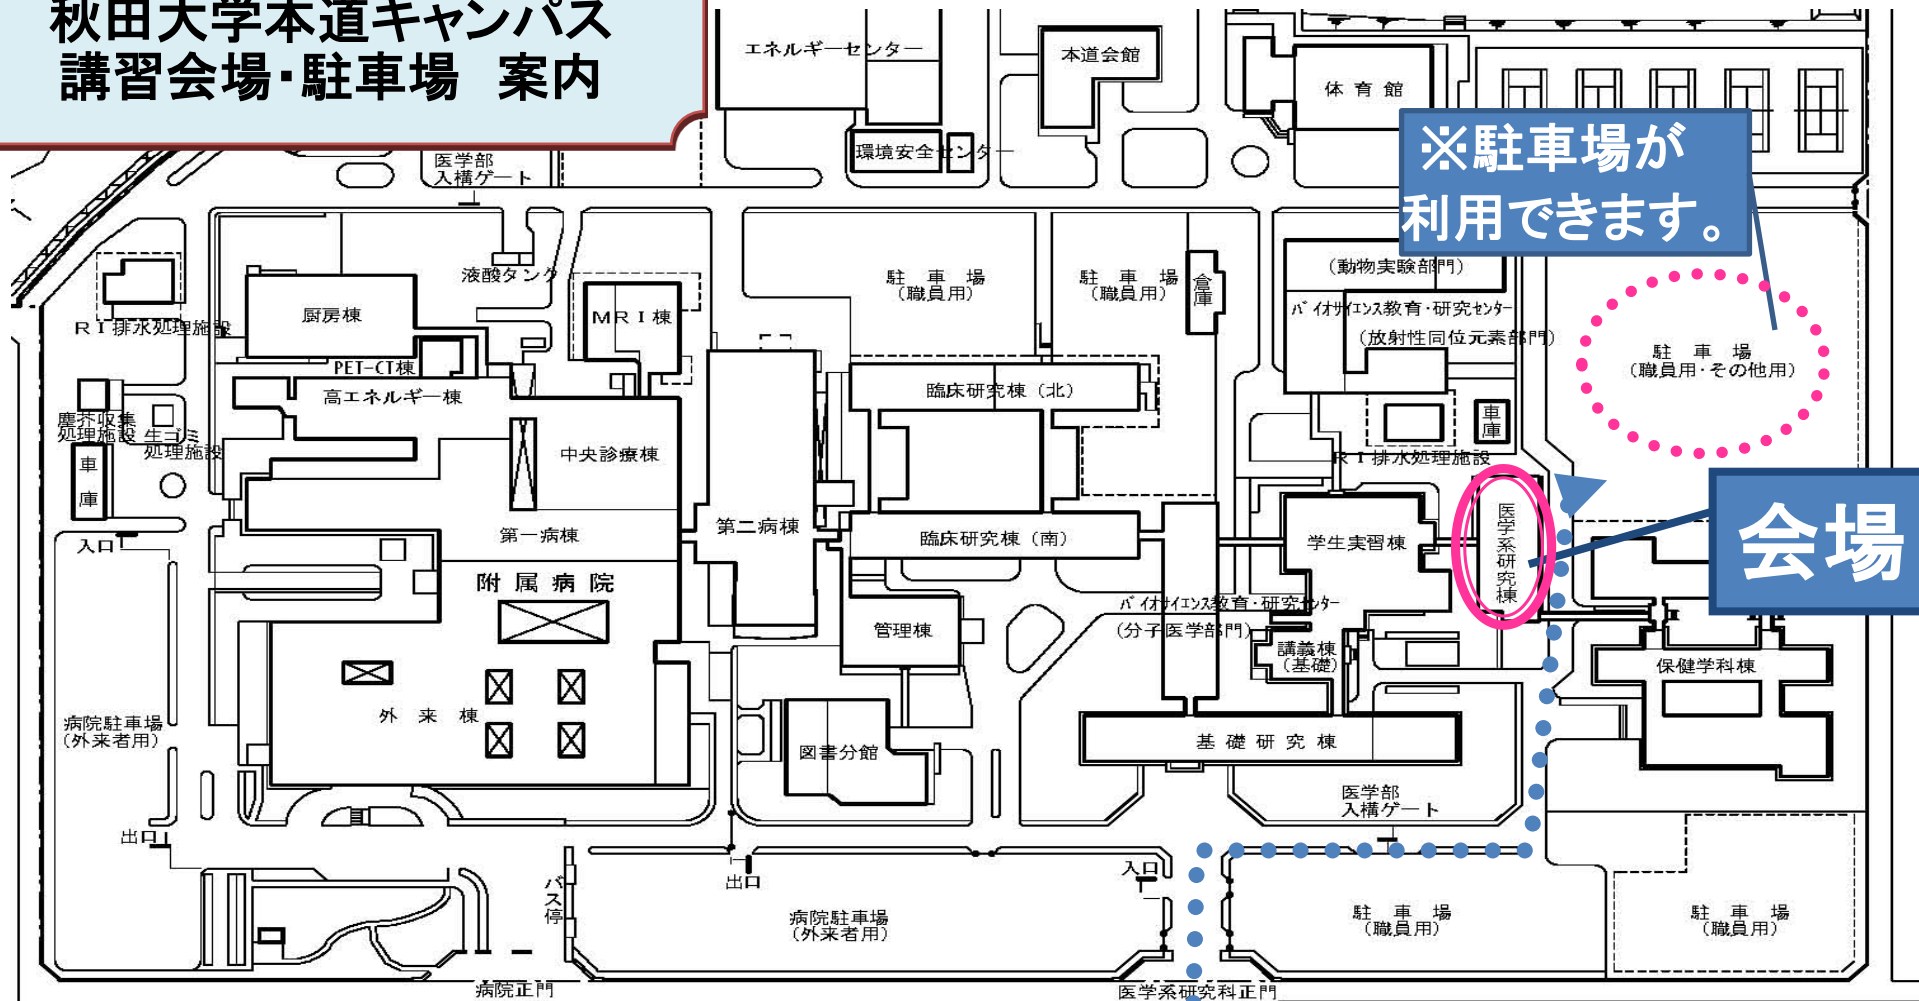 秋田大学本道キャンパス
講習会場・駐車場　案内
エネルギーセンター
本道会館
体育館
環境安全センター
※駐車場が
利用できます。
医学部
入構ゲート
液酸タンク
ＲＩ排水処理施設
厨房棟
ＭＲＩ棟
駐車場
（職員用）
駐車場
（職員用）
倉庫
（動物実験部門）
バイオサイエンス教育・研究センター
（放射性同位元素部門）
駐車場
（職員用・その他用）
PET-CT棟
高エネルギー棟
臨床研究棟（北）
塵芥収集
処理施設
生ゴミ
処理施設
車庫
車庫
ＲＩ排水処理施設
中央診療棟
第一病棟
第二病棟
臨床研究棟（南）
学生実習棟
医学系研究棟
会場
入口
附属病院
管理棟
バイオサイエンス教育・研究センター
（分子医学部門）
講義棟
（基礎）
保健学科棟
病院駐車場
（外来者用）
外来棟
図書分館
基礎研究棟
医学部
入構ゲート
出口
バス停
出口
入口
病院駐車場
（外来者用）
駐車場
（職員用）
駐車場
（職員用）
病院正門
医学系研究科正門